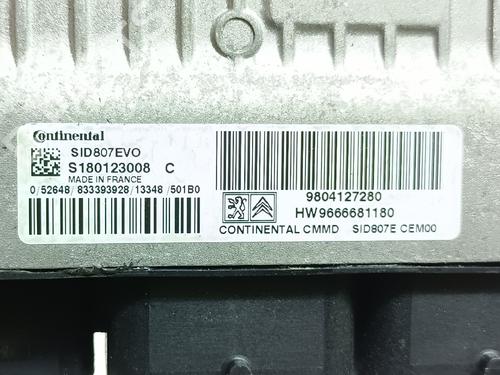 Continental
SID807EVO
S180123008 C
MADE IN FRANCE
0/52648/833393928/13348/501B0
9804127280
HW9666681180
CONTINENTAL CMMD SID807E CEM00